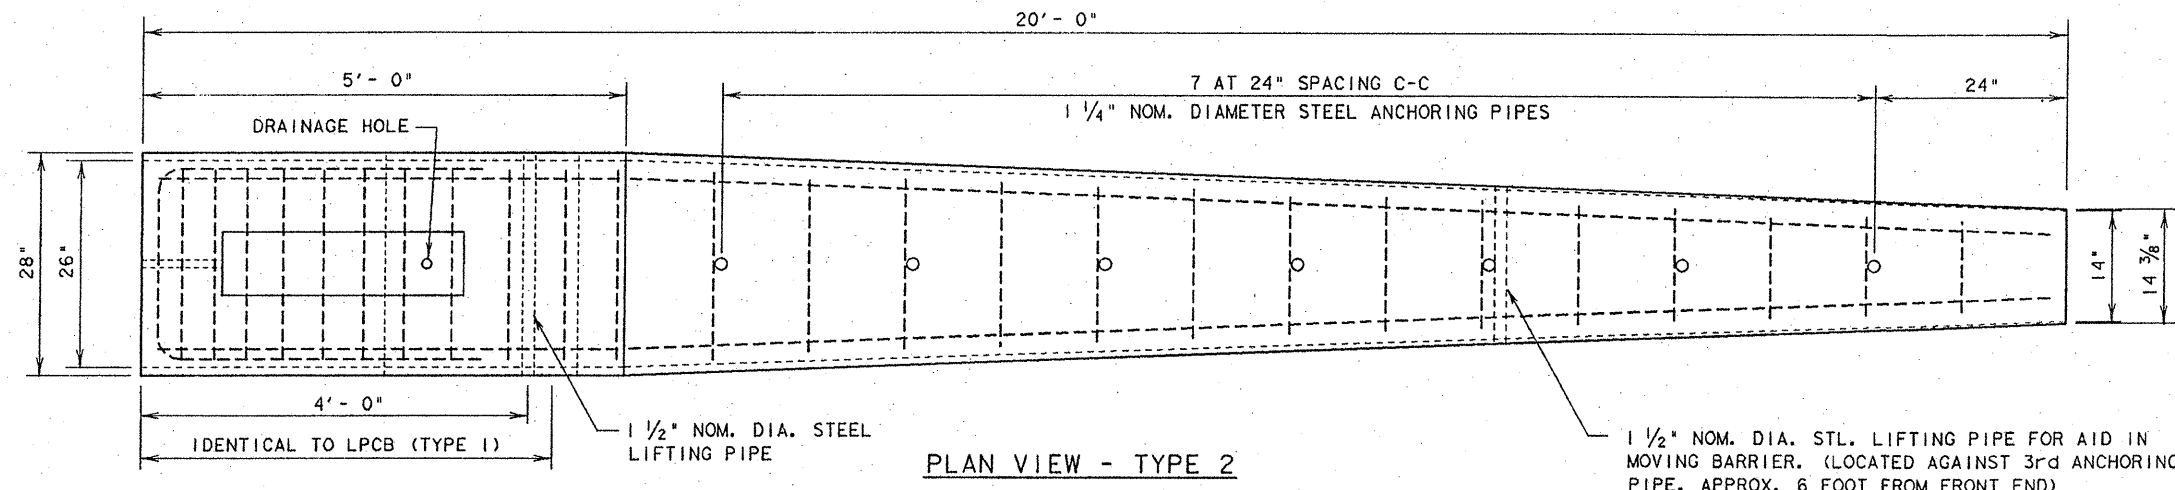 20'- 0"
5'- 0"
7 AT 24" SPACING C-C
24"
1 1/4" NOM. DIAMETER STEEL ANCHORING PIPES
DRAINAGE HOLE
28"
26"
14"
14 3/8"
4'- 0"
IDENTICAL TO LPCB (TYPE 1)
1 1/2" NOM. DIA. STEEL
LIFTING PIPE
PLAN VIEW - TYPE 2
1 1/2" NOM. DIA. STL. LIFTING PIPE FOR AID IN
MOVING BARRIER. (LOCATED AGAINST 3rd ANCHORING
PIPE. APPROX. 6 FOOT FROM FRONT END)